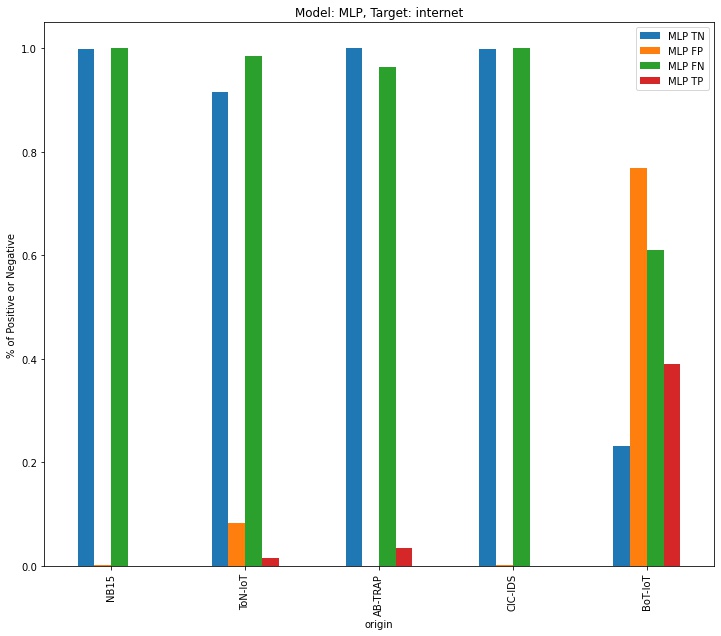 Model: MLP, Target: internet
MLP TN
MLP FP
MLP FN
MLP TP
1.0
0.8
0.6
0.4
0.2
0.0
% of Positive or Negative
NB15
ToN-IoT
AB-TRAP
CIC-IDS
BoT-IoT
origin